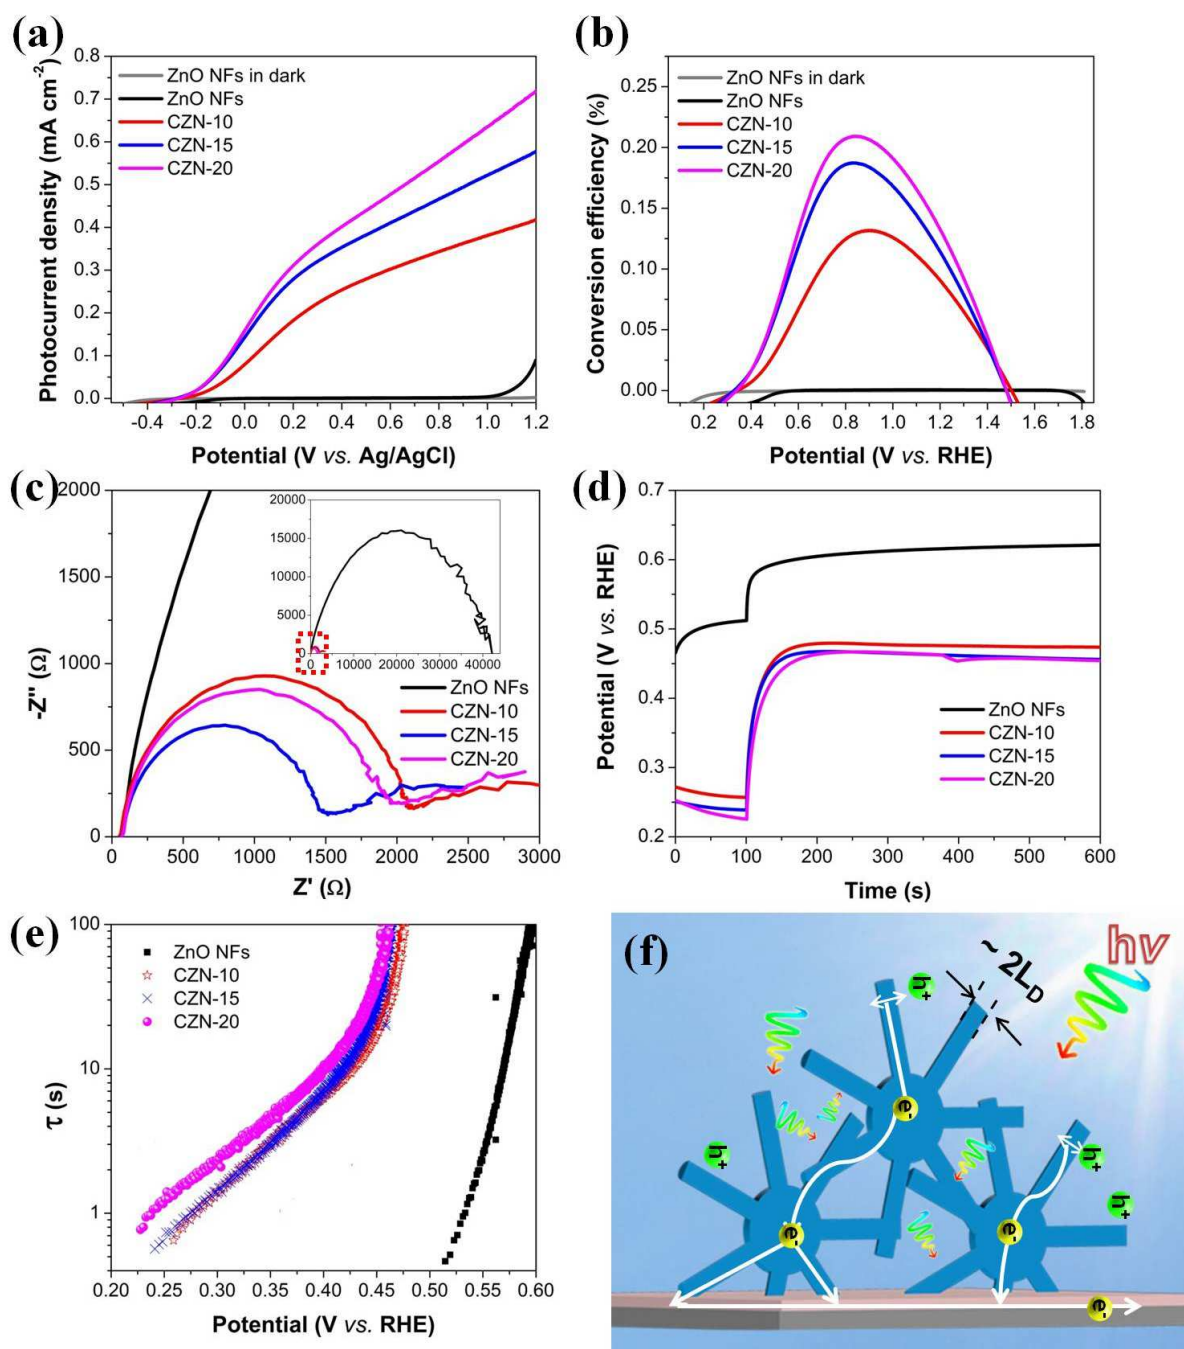 (a)
Photocurrent density (mA cm⁻²)
0.8
0.7
0.6
0.5
0.4
0.3
0.2
0.1
0.0
ZnO NFs in dark
ZnO NFs
CZN-10
CZN-15
CZN-20
-0.4 -0.2 0.0 0.2 0.4 0.6 0.8 1.0 1.2
Potential (V vs. Ag/AgCl)
(b)
Conversion efficiency (%)
0.25
0.20
0.15
0.10
0.05
0.00
ZnO NFs in dark
ZnO NFs
CZN-10
CZN-15
CZN-20
0.2 0.4 0.6 0.8 1.0 1.2 1.4 1.6 1.8
Potential (V vs. RHE)
(c)
-Z'' (Ω)
2000
1500
1000
500
0
20000
15000
10000
5000
0
0 10000 20000 30000 40000
ZnO NFs
CZN-10
CZN-15
CZN-20
0 500 1000 1500 2000 2500 3000
Z' (Ω)
(d)
Potential (V vs. RHE)
0.7
0.6
0.5
0.4
0.3
0.2
ZnO NFs
CZN-10
CZN-15
CZN-20
0 100 200 300 400 500 600
Time (s)
(e)
τ (s)
100
10
1
ZnO NFs
CZN-10
CZN-15
CZN-20
0.20 0.25 0.30 0.35 0.40 0.45 0.50 0.55 0.60
Potential (V vs. RHE)
(f)
hν
~ 2L_D
h⁺
e⁻
h⁺
h⁺
h⁺
e⁻
e⁻
e⁻